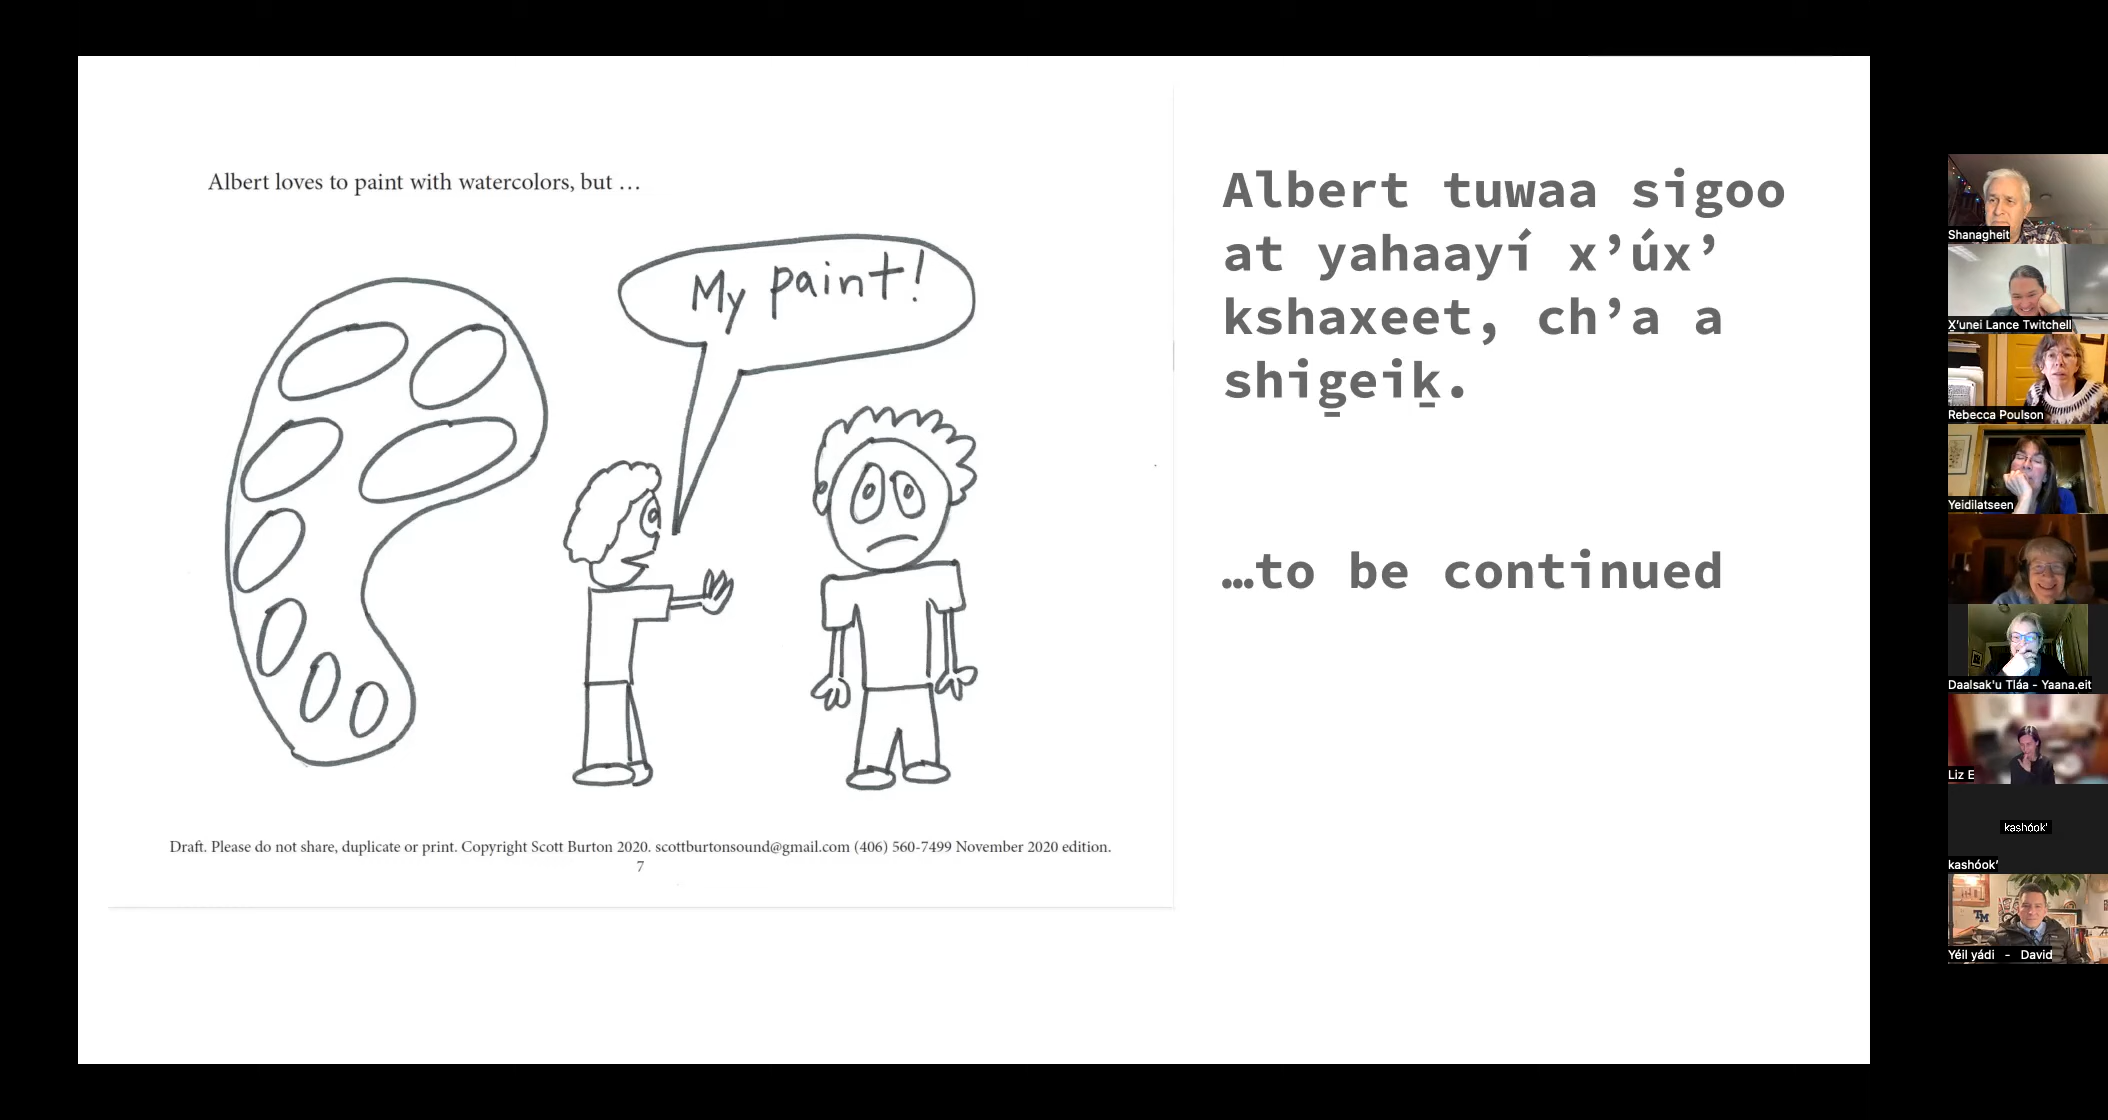 Albert loves to paint with watercolors, but …
My paint!
Draft. Please do not share, duplicate or print. Copyright Scott Burton 2020. scottburtonsound@gmail.com (406) 560-7499 November 2020 edition.
7
Albert tuwaa sigoo
at yahaayí x’úx’
kshaxeet, ch’a a
shig̱eiḵ.
…to be continued
Shanagheit
X̱’unei Lance Twitchell
Rebecca Poulson
Yeidilatseen
Daalsak'u Tláa - Yaana.eit
Liz E
kashóok’
kashóok’
TM
Yéil yádi - David